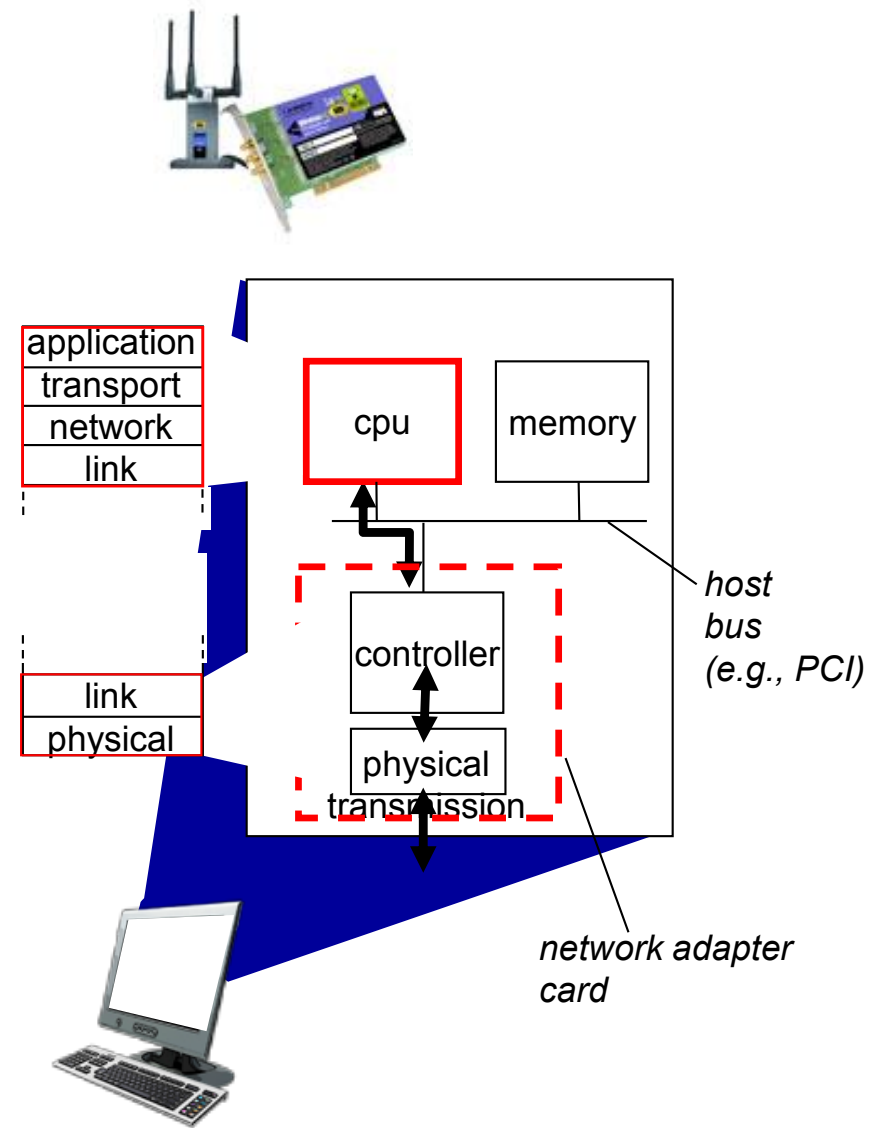 application
transport
network
link
cpu
memory
host
bus
(e.g., PCI)
controller
link
physical
physical
transmission
network adapter
card